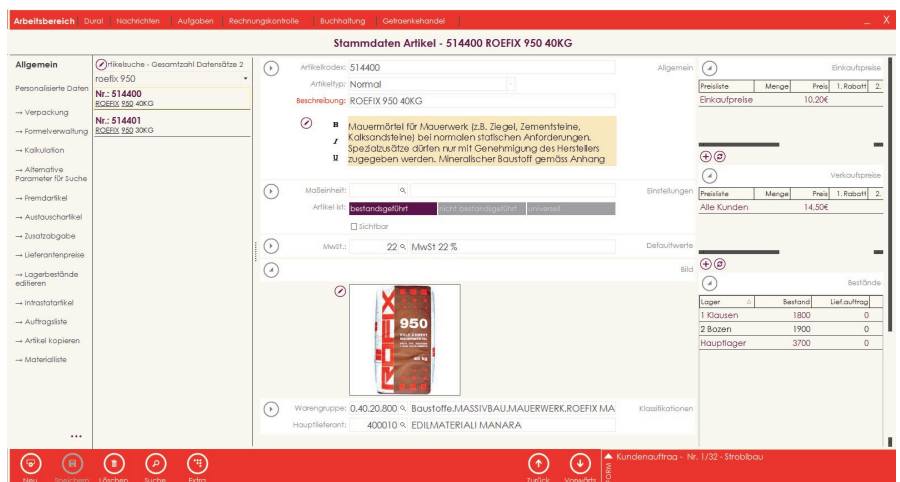 Arbeitsbereich Dural Nachrichten Aufgaben Rechnungskontrolle Buchhaltung Getraenkehandel _ X
Stammdaten Artikel - 514400 ROEFIX 950 40KG
Allgemein
Personalisierte Daten
→ Verpackung
→ Formelverwaltung
→ Kalkulation
→ Alternative
Parameter für Suche
→ Fremdartikel
→ Austauschartikel
→ Zusatzabgabe
→ Lieferantenpreise
→ Lagerbestände
editieren
→ Intrastatartikel
→ Auftragsliste
→ Artikel kopieren
→ Materialliste
...
rtikelsuche - Gesamtzahl Datensätze 2
roefix 950
Nr.: 514400
ROEFIX 950 40KG
Nr.: 514401
ROEFIX 950 30KG
Artikelkodex: 514400 Allgemein
Artikeltyp: Normal
Beschreibung: ROEFIX 950 40KG
B
I
U
Mauermörtel für Mauerwerk (z.B. Ziegel, Zementsteine,
Kalksandsteine) bei normalen statischen Anforderungen.
Spezialzusätze dürfen nur mit Genehmigung des Herstellers
zugegeben werden. Mineralischer Baustoff gemäss Anhang
Maßeinheit: Einstellungen
Artikel ist: bestandsgeführt nicht bestandsgeführt universell
Sichtbar
MwSt.: 22 MwSt 22 % Defaultwerte
Bild
RÖFIX
950
40 kg
Warengruppe: 0.40.20.800 Baustoffe.MASSIVBAU.MAUERWERK.ROEFIX MA Klassifikationen
Hauptlieferant: 400010 EDILMATERIALI MANARA
Einkaufspreise
Preisliste Menge Preis 1. Rabatt 2.
Einkaufpreise 10,20€
Verkaufspreise
Preisliste Menge Preis 1. Rabatt 2.
Alle Kunden 14,50€
Bestände
Lager Bestand Lief.auftrag
1 Klausen 1800 0
2 Bozen 1900 0
Hauptlager 3700 0
Neu Speichern Löschen Suche Extra Zurück Vorwärts
FORM
Kundenauftrag - Nr. 1/32 - Stroblbau